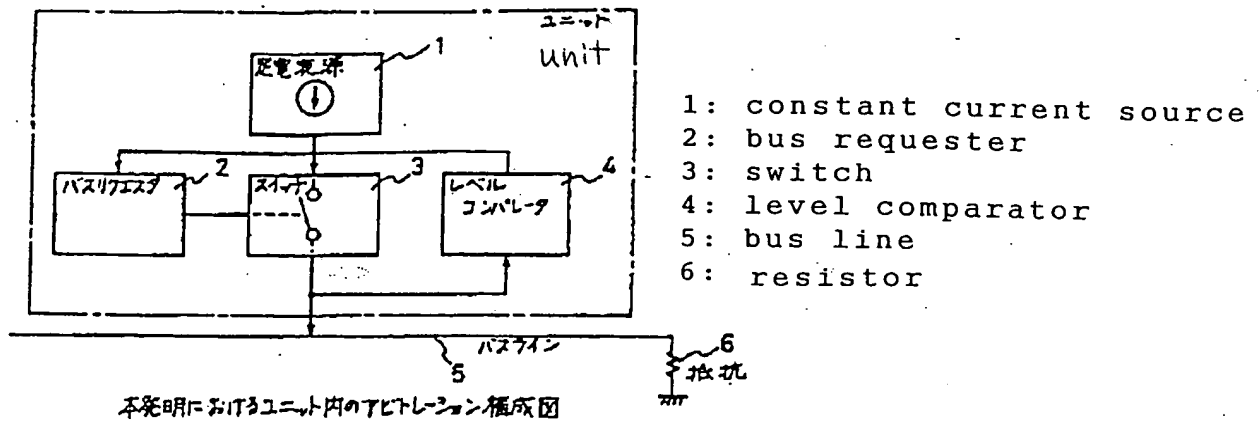 ユニット
unit
1
定電流源
2
バスリクエスタ
3
スイッチ
4
レベル
コンパレータ
バスライン
5
6
抵抗
本発明におけるユニット内のアビトレーション構成図
1: constant current source
2: bus requester
3: switch
4: level comparator
5: bus line
6: resistor